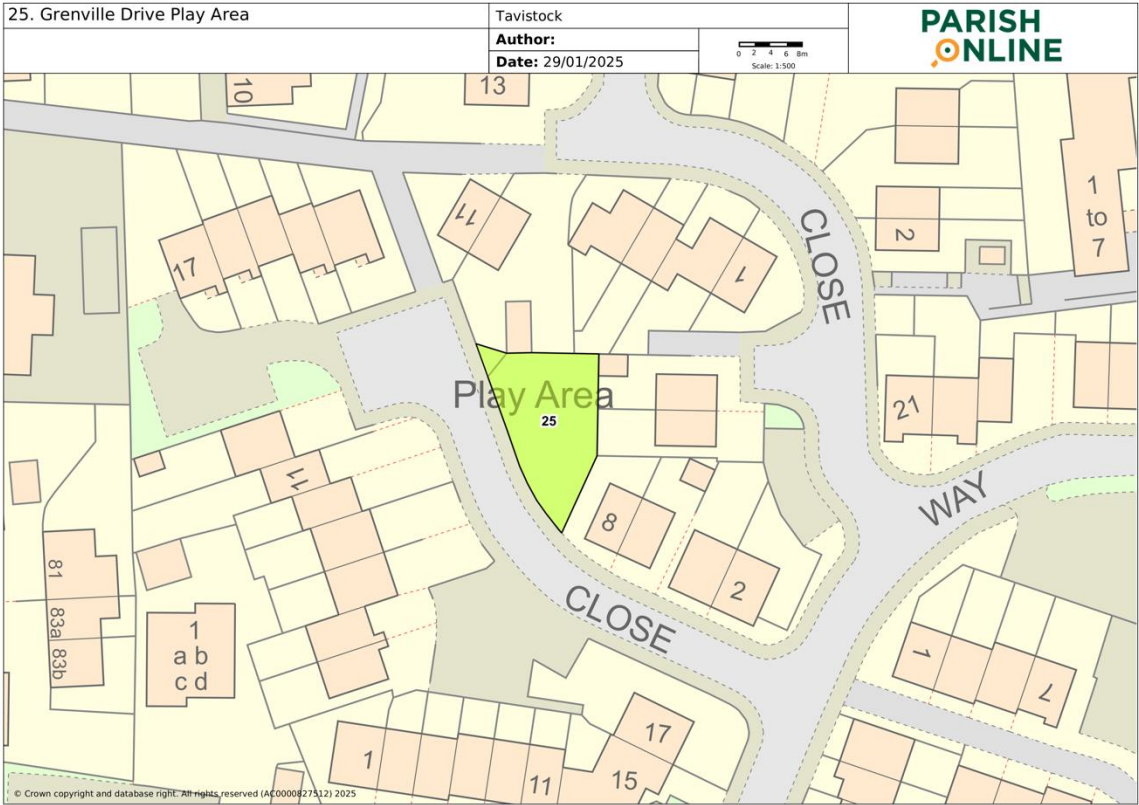 25. Grenville Drive Play Area
Tavistock
Author:
Date: 29/01/2025
0 2 4 6 8m
Scale: 1:500
PARISH
ONLINE
10
13
11
17
1
CLOSE
2
1
to
7
Play Area
25
21
11
8
2
WAY
CLOSE
81
83a
83b
1
a b
c d
1
7
1
11
15
17
© Crown copyright and database right. All rights reserved (AC0000827512) 2025